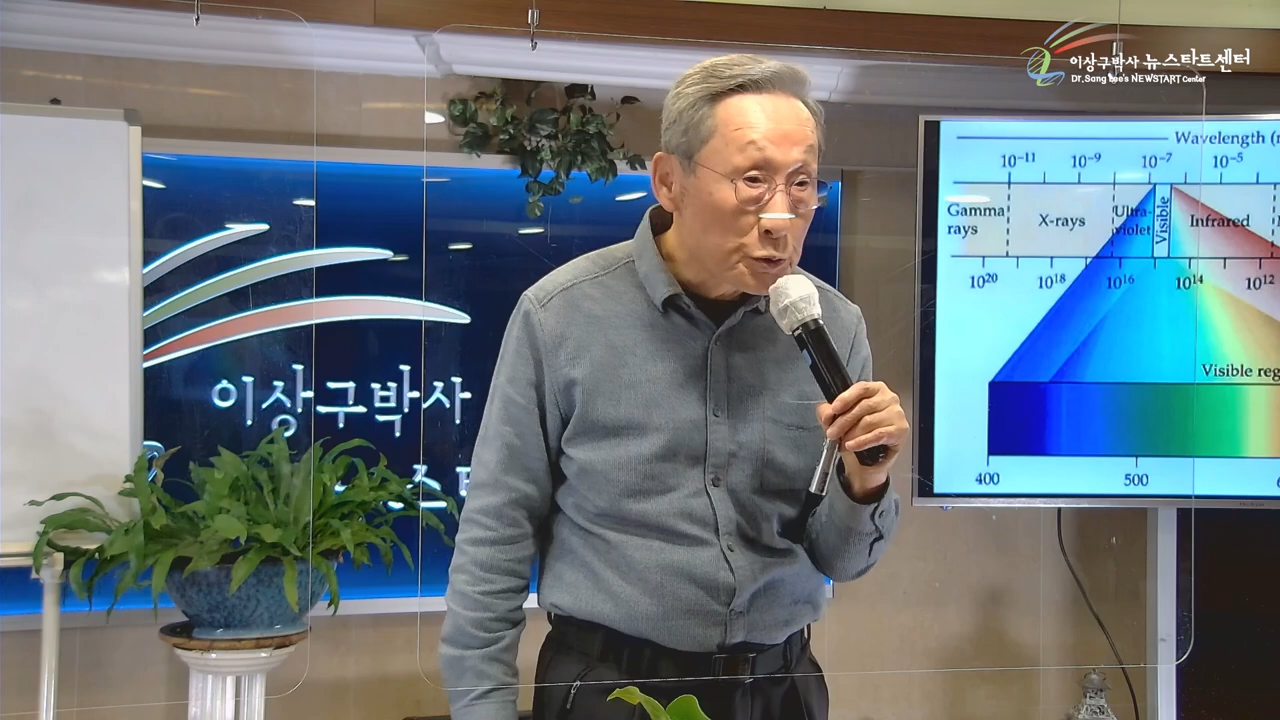 이상구박사 뉴스타트센터
Dr. Sang Lee's NEWSTART Center
이상구박사
스타
Wavelength
10⁻¹¹ 10⁻⁹ 10⁻⁷ 10⁻⁵
Gamma rays
X-rays
Ultra-violet
Visible
Infrared
10²⁰ 10¹⁸ 10¹⁶ 10¹⁴ 10¹²
Visible
400 500